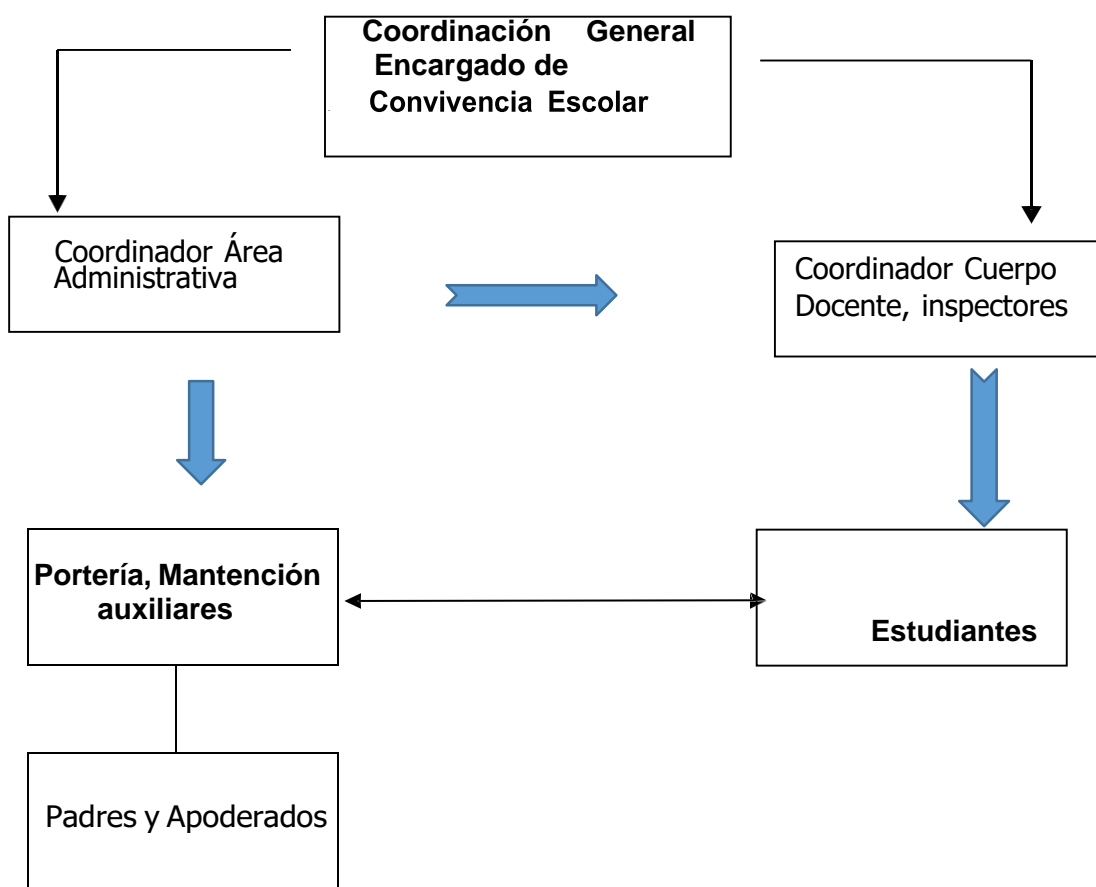 Coordinación General
Encargado de
Convivencia Escolar
Coordinador Área
Administrativa
Coordinador Cuerpo
Docente, inspectores
Portería, Mantención
auxiliares
Estudiantes
Padres y Apoderados